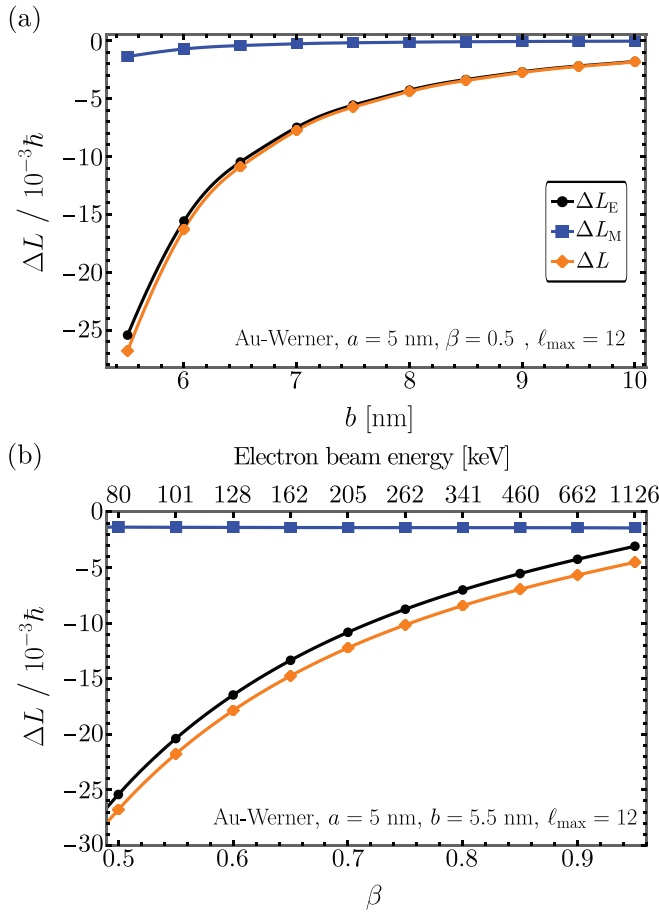 (a)
0
−5
−10
−15
−20
−25
ΔL / 10⁻³ħ
ΔL_E
ΔL_M
ΔL
Au-Werner, a = 5 nm, β = 0.5 , ℓ_max = 12
6 7 8 9 10
b [nm]
(b)
Electron beam energy [keV]
80 101 128 162 205 262 341 460 662 1126
0
−5
−10
−15
−20
−25
−30
ΔL / 10⁻³ħ
Au-Werner, a = 5 nm, b = 5.5 nm, ℓ_max = 12
0.5 0.6 0.7 0.8 0.9
β